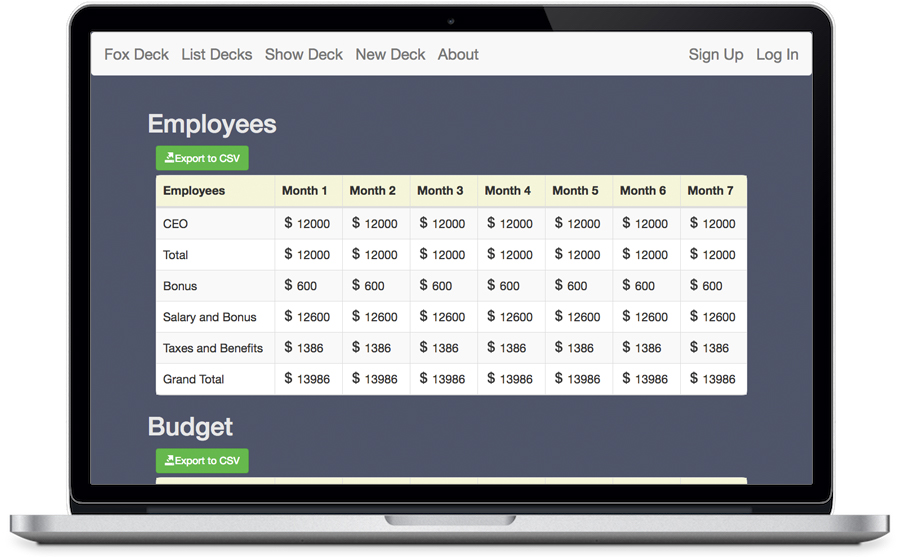 Fox Deck List Decks Show Deck New Deck About Sign Up Log In
Employees
Export to CSV
Employees Month 1 Month 2 Month 3 Month 4 Month 5 Month 6 Month 7
CEO $ 12000 $ 12000 $ 12000 $ 12000 $ 12000 $ 12000 $ 12000
Total $ 12000 $ 12000 $ 12000 $ 12000 $ 12000 $ 12000 $ 12000
Bonus $ 600 $ 600 $ 600 $ 600 $ 600 $ 600 $ 600
Salary and Bonus $ 12600 $ 12600 $ 12600 $ 12600 $ 12600 $ 12600 $ 12600
Taxes and Benefits $ 1386 $ 1386 $ 1386 $ 1386 $ 1386 $ 1386 $ 1386
Grand Total $ 13986 $ 13986 $ 13986 $ 13986 $ 13986 $ 13986 $ 13986
Budget
Export to CSV